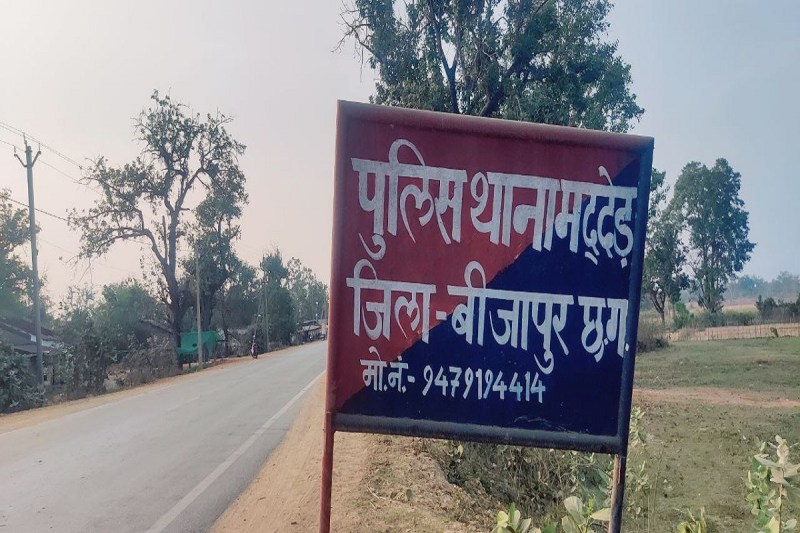 पुलिस थाना मद्देड़
जिला-बीजापुर छ.ग.
मो.नं.- 9479194414